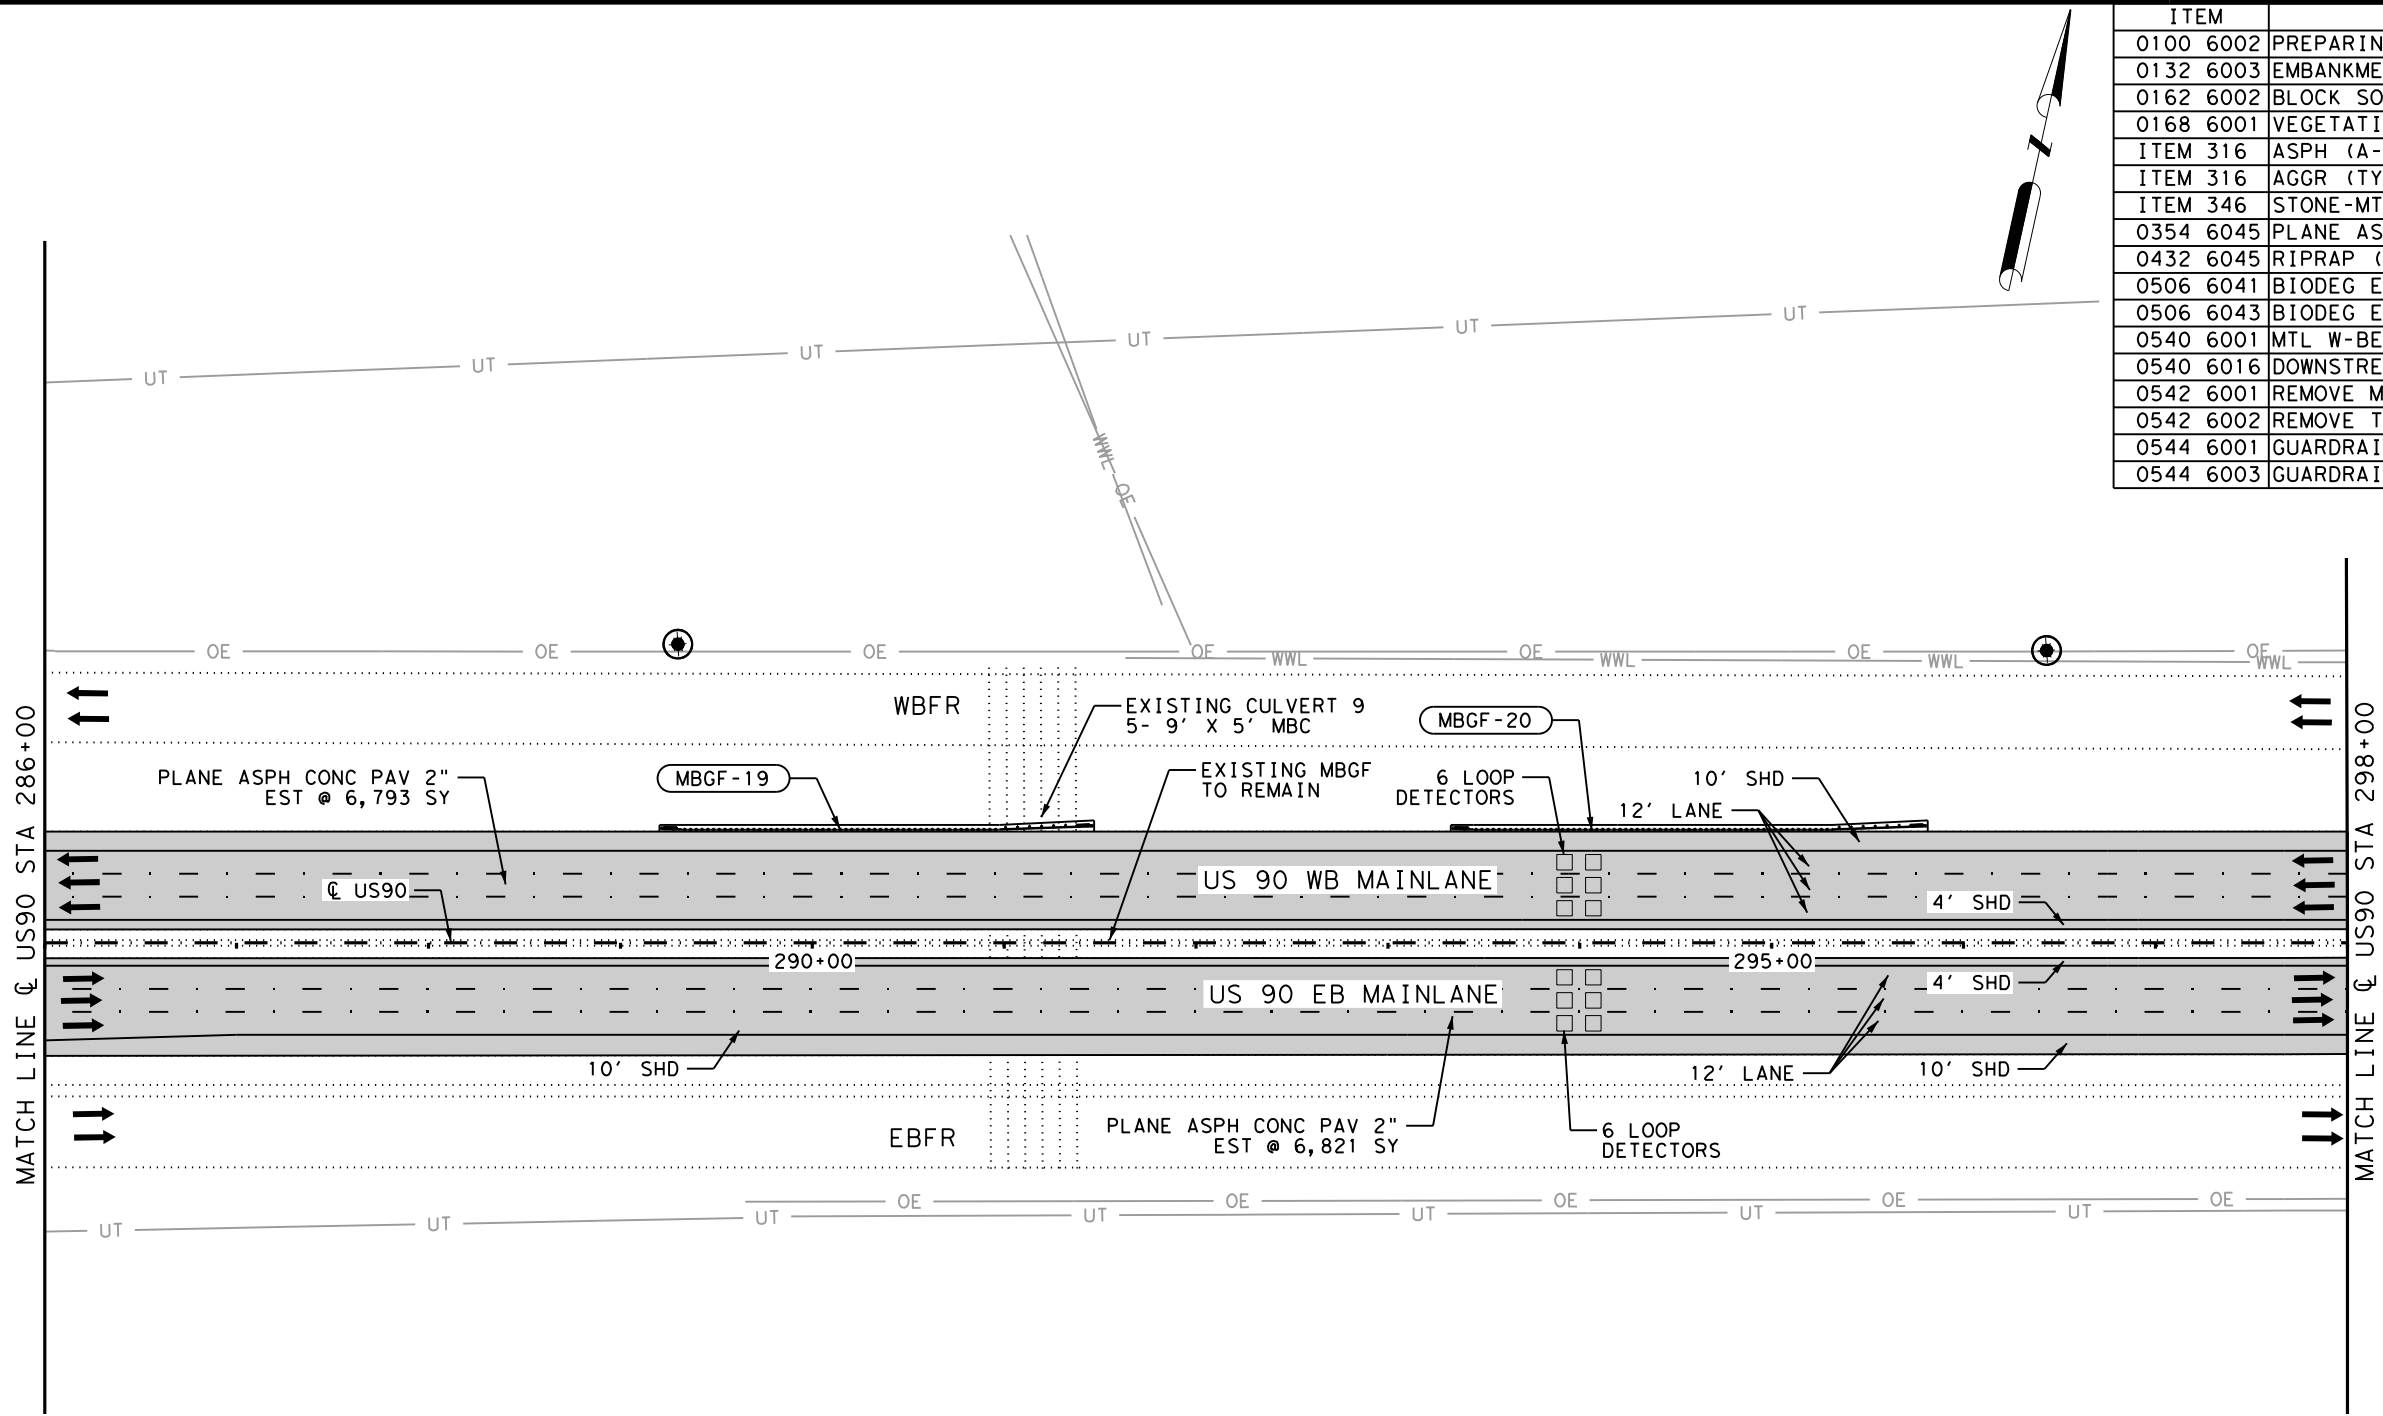 ITEM
0100 6002 PREPARIN
0132 6003 EMBANKME
0162 6002 BLOCK SO
0168 6001 VEGETATI
ITEM 316 ASPH (A-
ITEM 316 AGGR (TY
ITEM 346 STONE-MT
0354 6045 PLANE AS
0432 6045 RIPRAP (
0506 6041 BIODEG E
0506 6043 BIODEG E
0540 6001 MTL W-BE
0540 6016 DOWNSTRE
0542 6001 REMOVE M
0542 6002 REMOVE T
0544 6001 GUARDRAI
0544 6003 GUARDRAI
Z
UT UT UT UT UT UT
WWL
OE
OE OE OE OE OE OE OE
WWL WWL WWL WWL
MATCH LINE ℄ US90 STA 286+00
MATCH LINE ℄ US90 STA 298+00
WBFR
EXISTING CULVERT 9
5- 9' X 5' MBC
MBGF-20
PLANE ASPH CONC PAV 2"
EST @ 6,793 SY
MBGF-19
EXISTING MBGF
TO REMAIN
6 LOOP
DETECTORS
10' SHD
12' LANE
℄ US90
US 90 WB MAINLANE
4' SHD
290+00
295+00
4' SHD
US 90 EB MAINLANE
10' SHD
12' LANE
10' SHD
EBFR
PLANE ASPH CONC PAV 2"
EST @ 6,821 SY
6 LOOP
DETECTORS
OE OE OE OE OE
UT UT UT UT UT UT UT